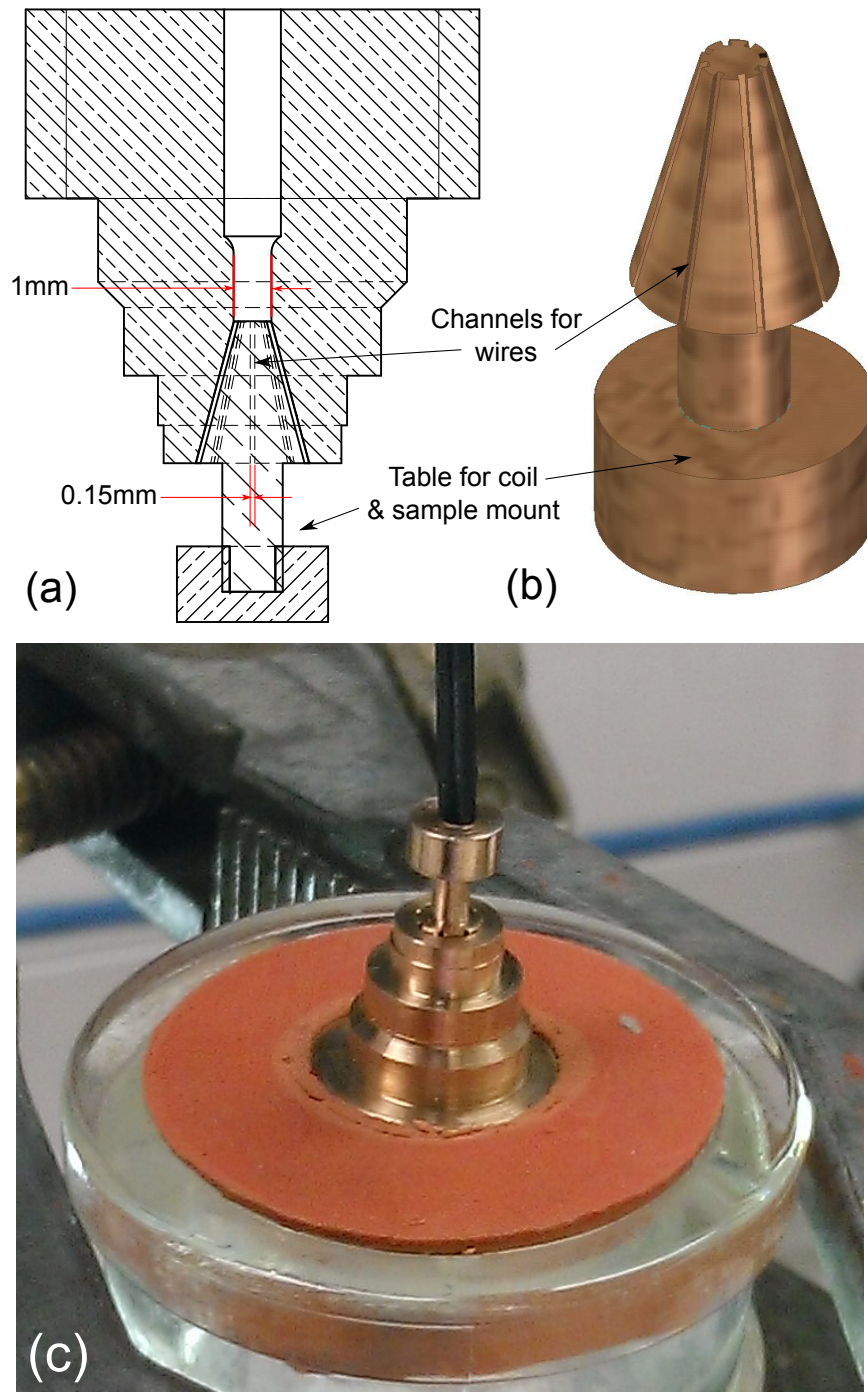 1mm
Channels for
wires
0.15mm
Table for coil
& sample mount
(a)
(b)
(c)